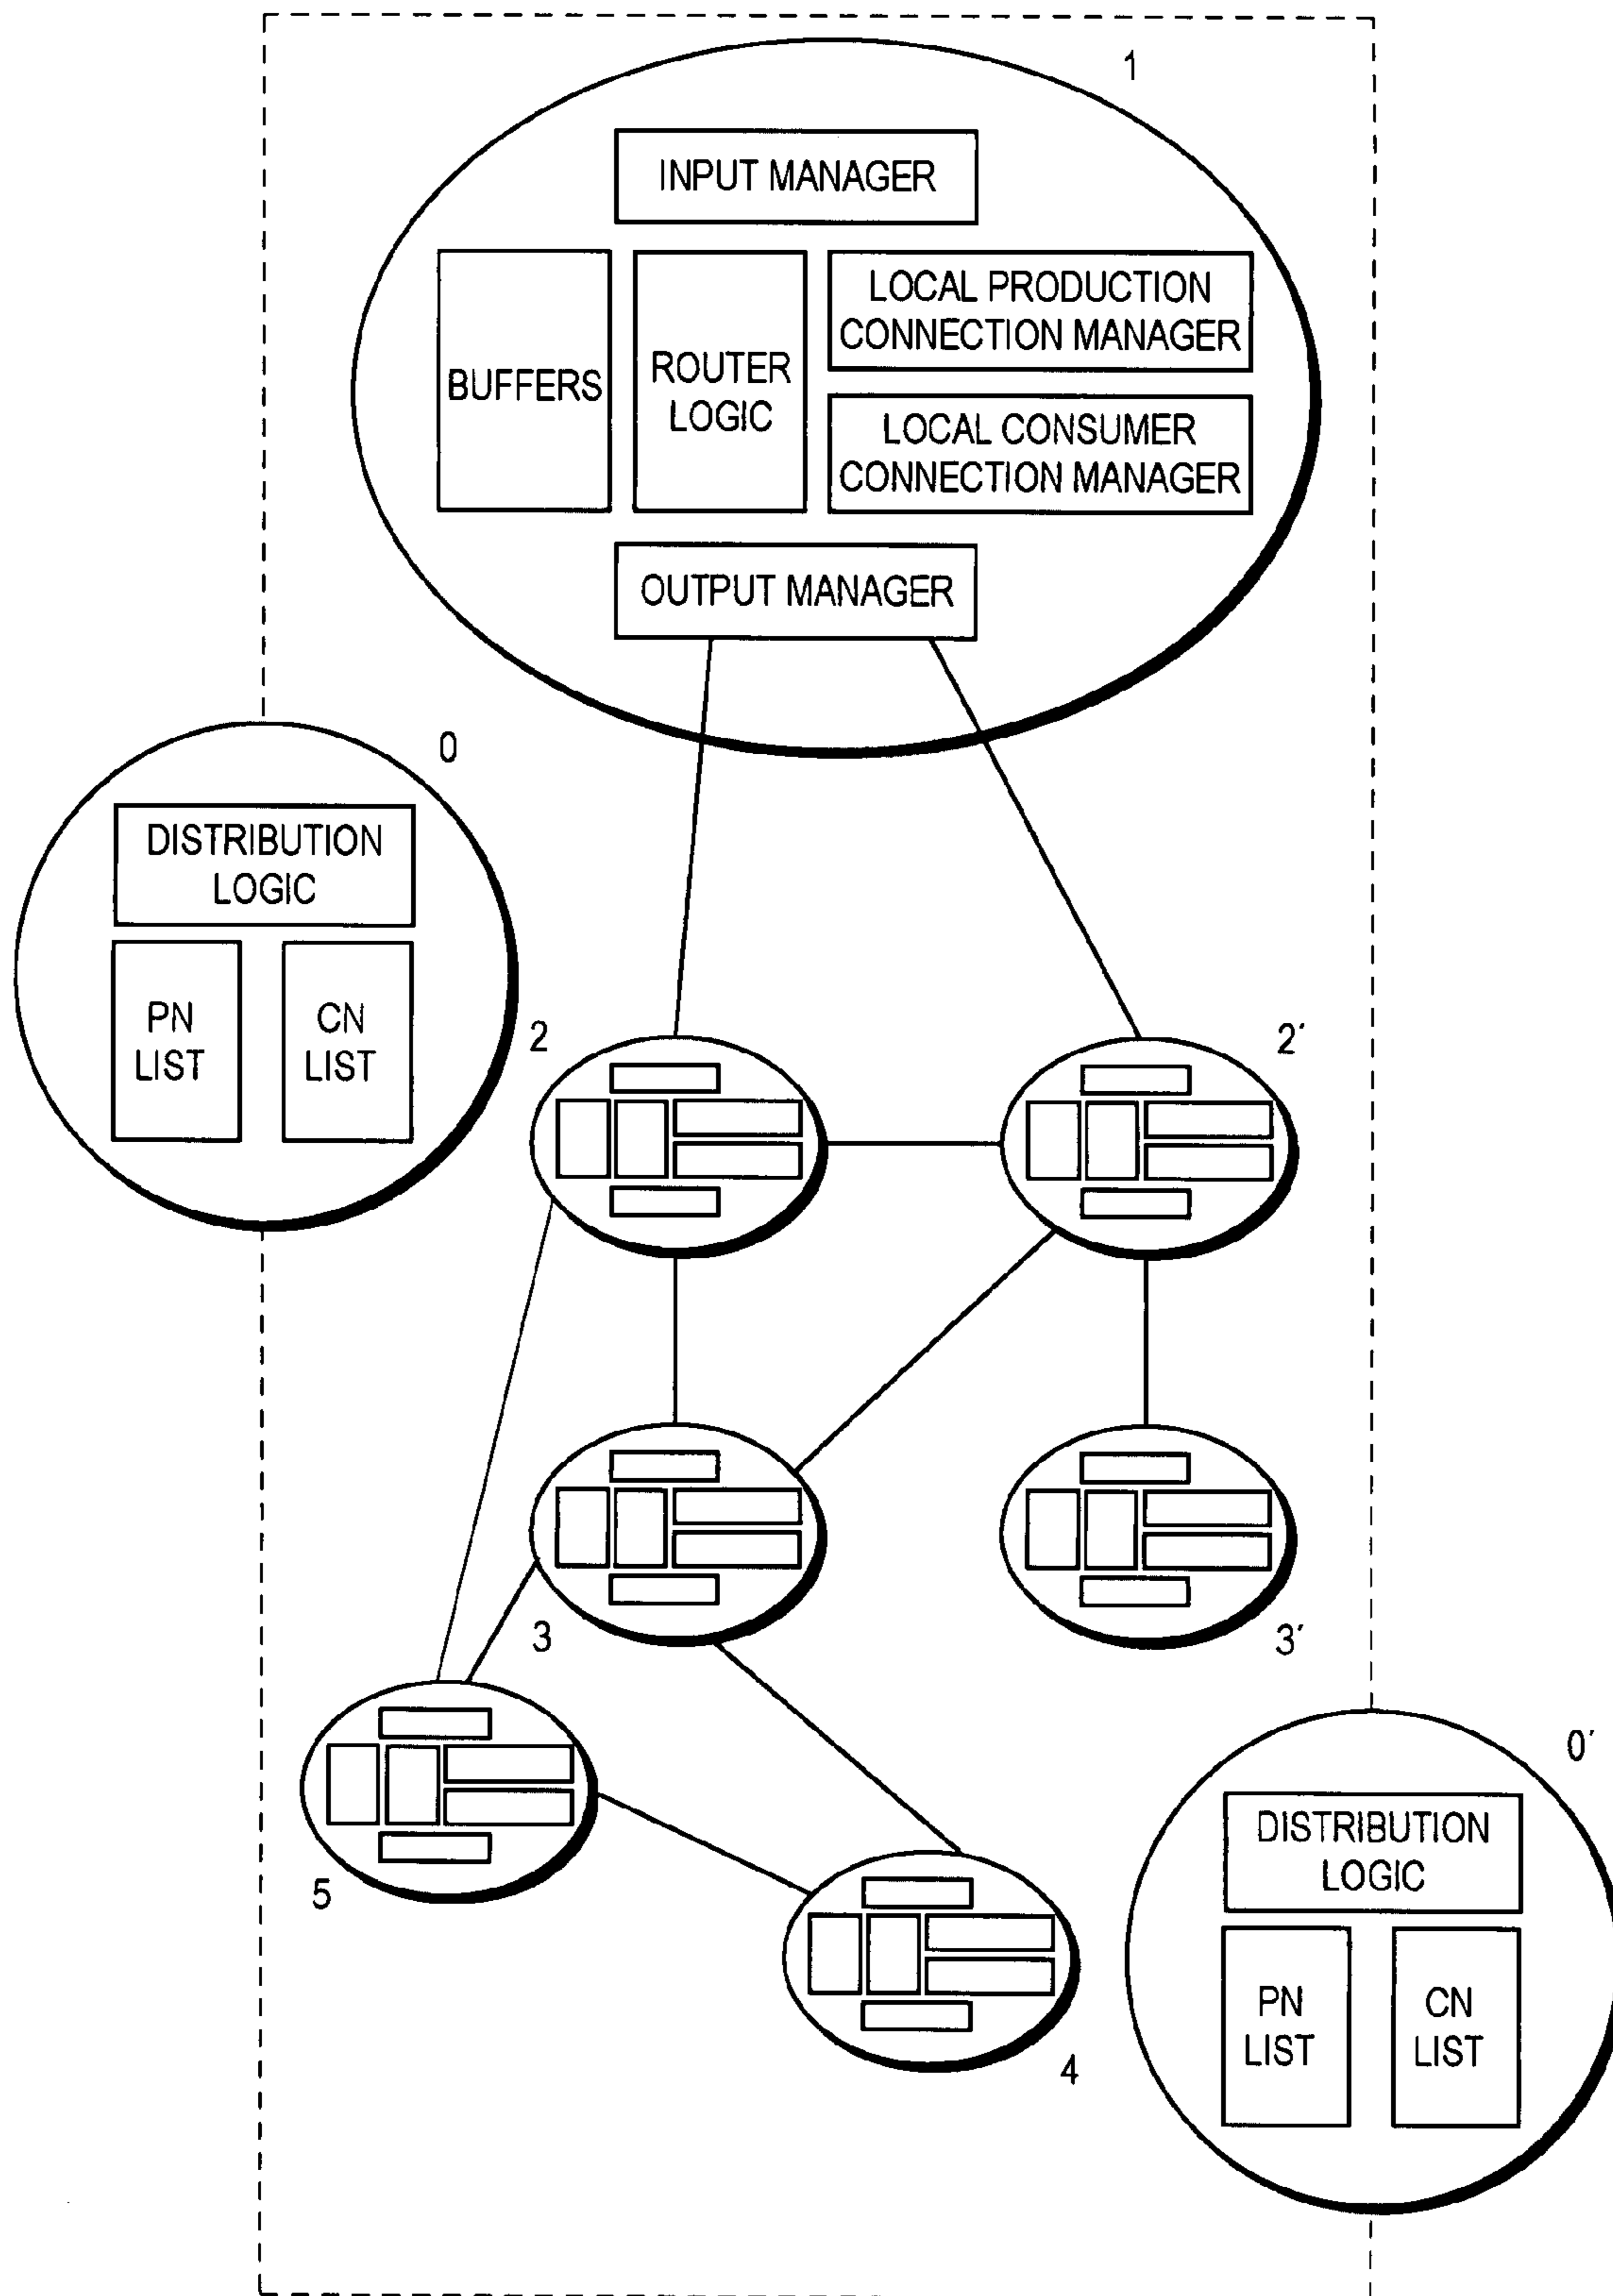 1
INPUT MANAGER
BUFFERS
ROUTER
LOGIC
LOCAL PRODUCTION
CONNECTION MANAGER
LOCAL CONSUMER
CONNECTION MANAGER
OUTPUT MANAGER
0
DISTRIBUTION
LOGIC
PN
LIST
CN
LIST
2
2′
3
3′
5
4
0′
DISTRIBUTION
LOGIC
PN
LIST
CN
LIST